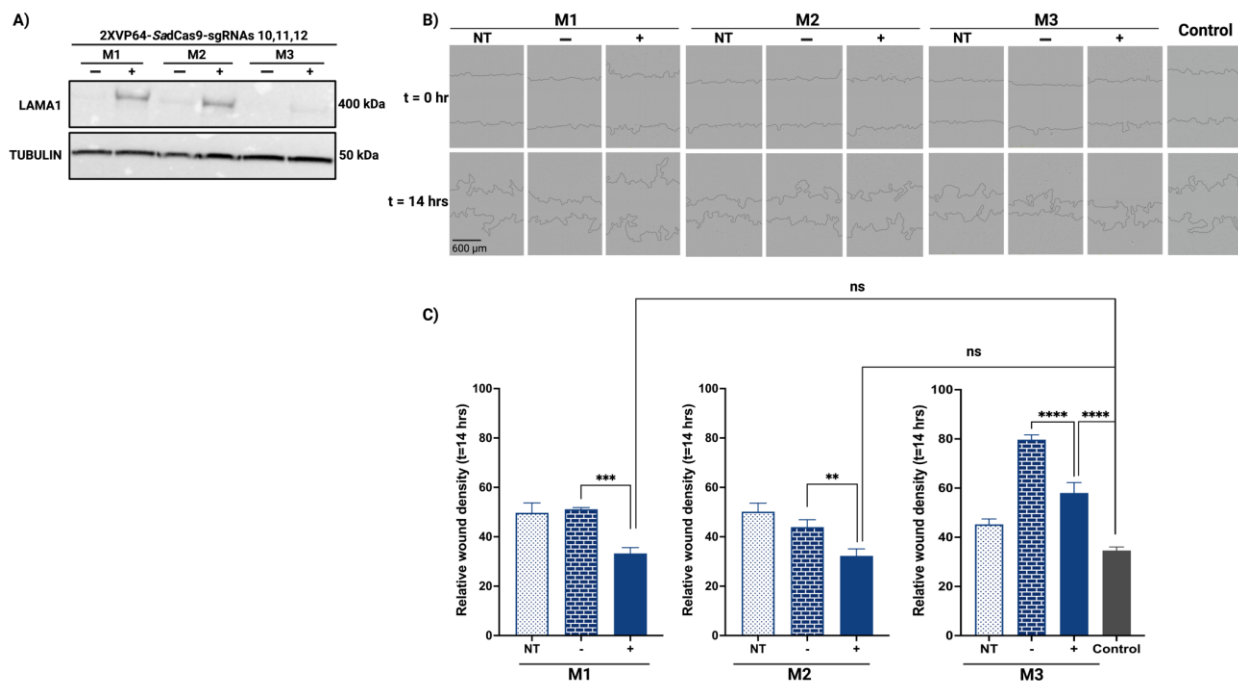 A)
2XVP64-SadCas9-sgRNAs 10,11,12
M1 M2 M3
– + – + – +
LAMA1 400 kDa
TUBULIN 50 kDa
B)
M1 M2 M3 Control
NT – + NT – + NT – +
t = 0 hr
t = 14 hrs
600 μm
C)
ns
ns
Relative wound density (t=14 hrs)
100
80
60
40
20
0
***
NT - +
M1
Relative wound density (t=14 hrs)
100
80
60
40
20
0
**
NT - +
M2
Relative wound density (t=14 hrs)
100
80
60
40
20
0
**** ****
NT - + Control
M3